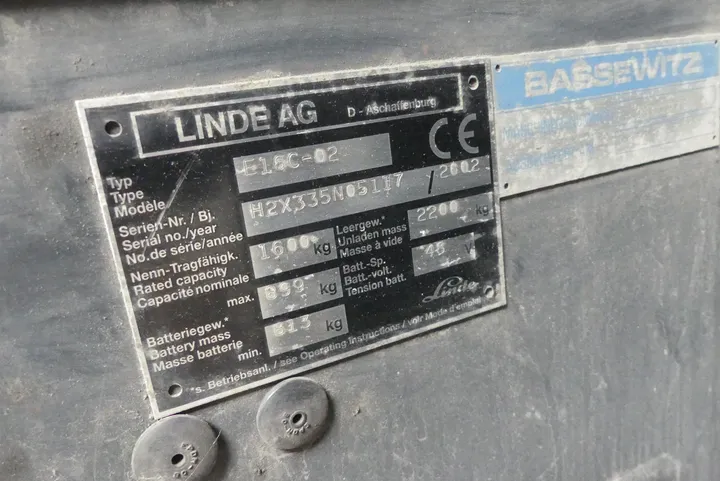 LINDE AG D - Aschaffenburg
CE
Typ
Type
Modèle
E16C-02
Serien-Nr. / Bj.
Serial no./year
No.de série/année
H2X335N05117 / 2002
Nenn-Tragfähigk.
Rated capacity
Capacité nominale
1600 kg
Leergew.*
Unladen mass
Masse à vide
2200 kg
Batteriegew.*
Battery mass
Masse batterie
max. kg
min. 613 kg
Batt.-Sp.
Batt.-volt.
Tension batt.
48 V
Linde
*s. Betriebsanl. / see Operating Instructions / voir Mode d'emploi
BASSEWITZ